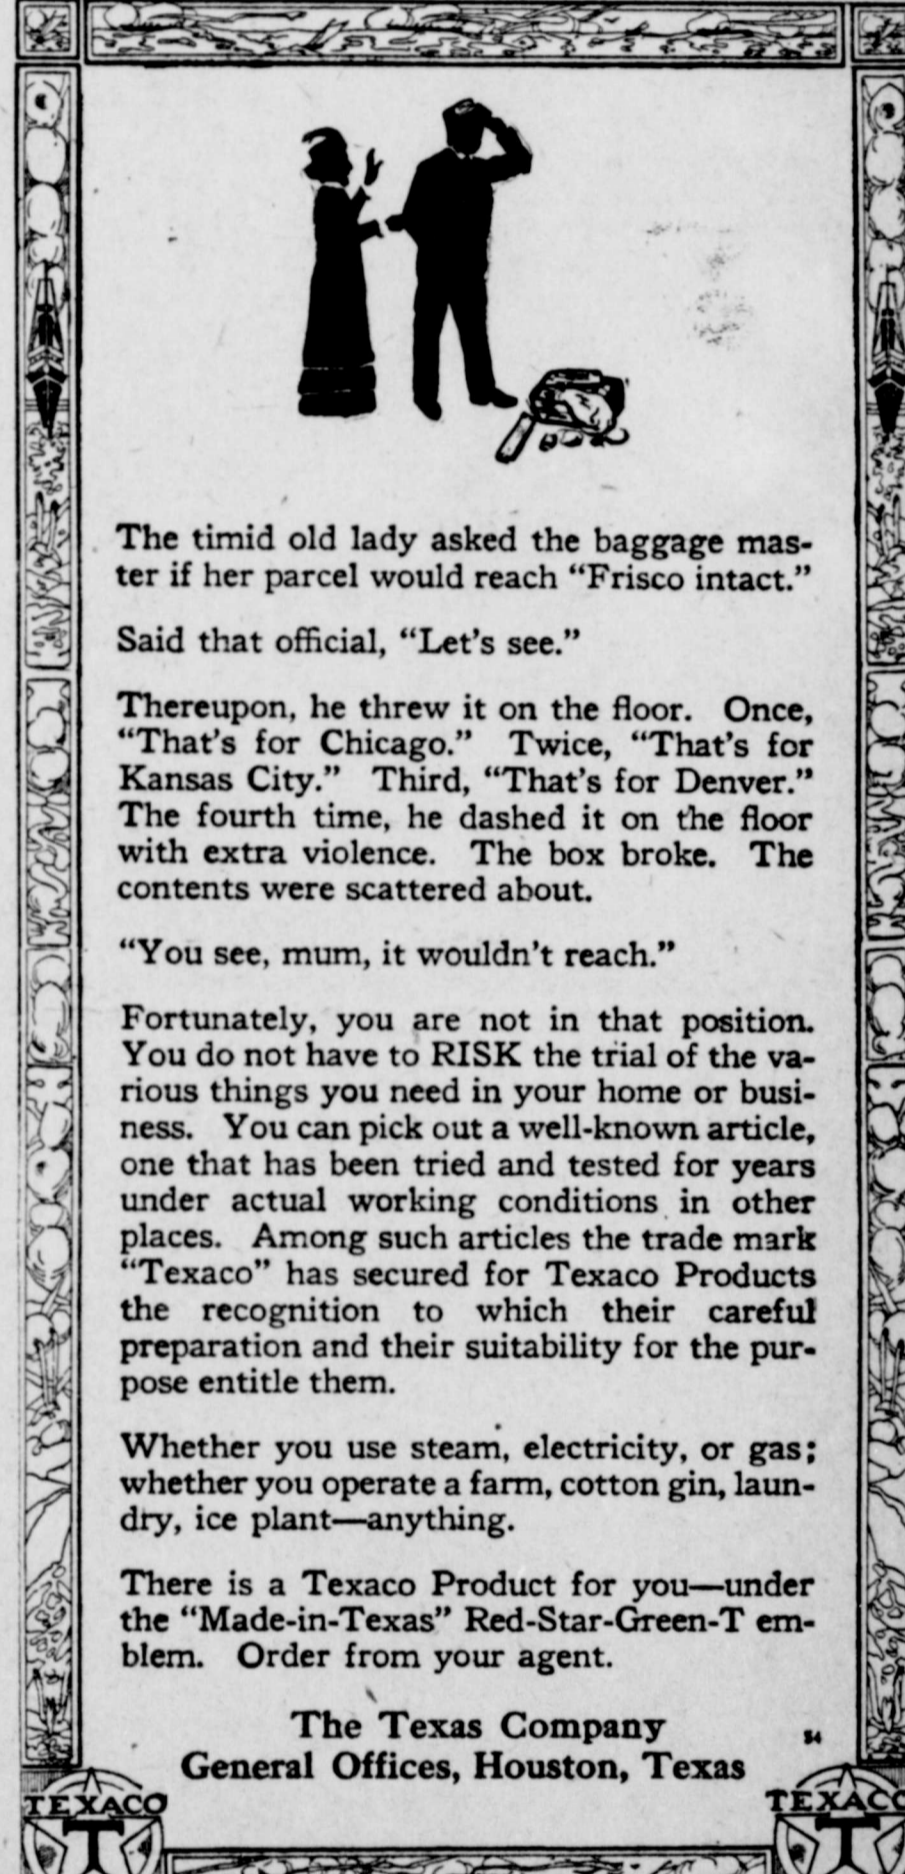 The timid old lady asked the baggage mas-
ter if her parcel would reach “Frisco intact.”
Said that official, “Let's see.”
Thereupon, he threw it on the floor. Once,
“That's for Chicago.” Twice, “That's for
Kansas City.” Third, “That's for Denver.”
The fourth time, he dashed it on the floor
with extra violence. The box broke. The
contents were scattered about.
“You see, mum, it wouldn't reach.”
Fortunately, you are not in that position.
You do not have to RISK the trial of the va-
rious things you need in your home or busi-
ness. You can pick out a well-known article,
one that has been tried and tested for years
under actual working conditions in other
places. Among such articles the trade mark
“Texaco” has secured for Texaco Products
the recognition to which their careful
preparation and their suitability for the pur-
pose entitle them.
Whether you use steam, electricity, or gas;
whether you operate a farm, cotton gin, laun-
dry, ice plant—anything.
There is a Texaco Product for you—under
the “Made-in-Texas” Red-Star-Green-T em-
blem. Order from your agent.
The Texas Company
54
General Offices, Houston, Texas
TEXACO
T
TEXACO
T